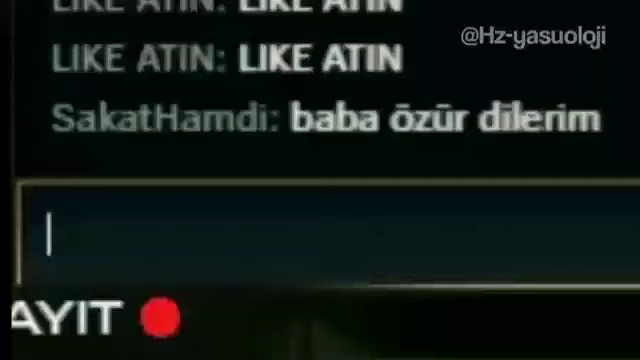 LIKE ATIN: LIKE ATIN
@Hz-yasuoloji
LIKE ATIN: LIKE ATIN
SakatHamdi: baba özür dilerim
AYIT